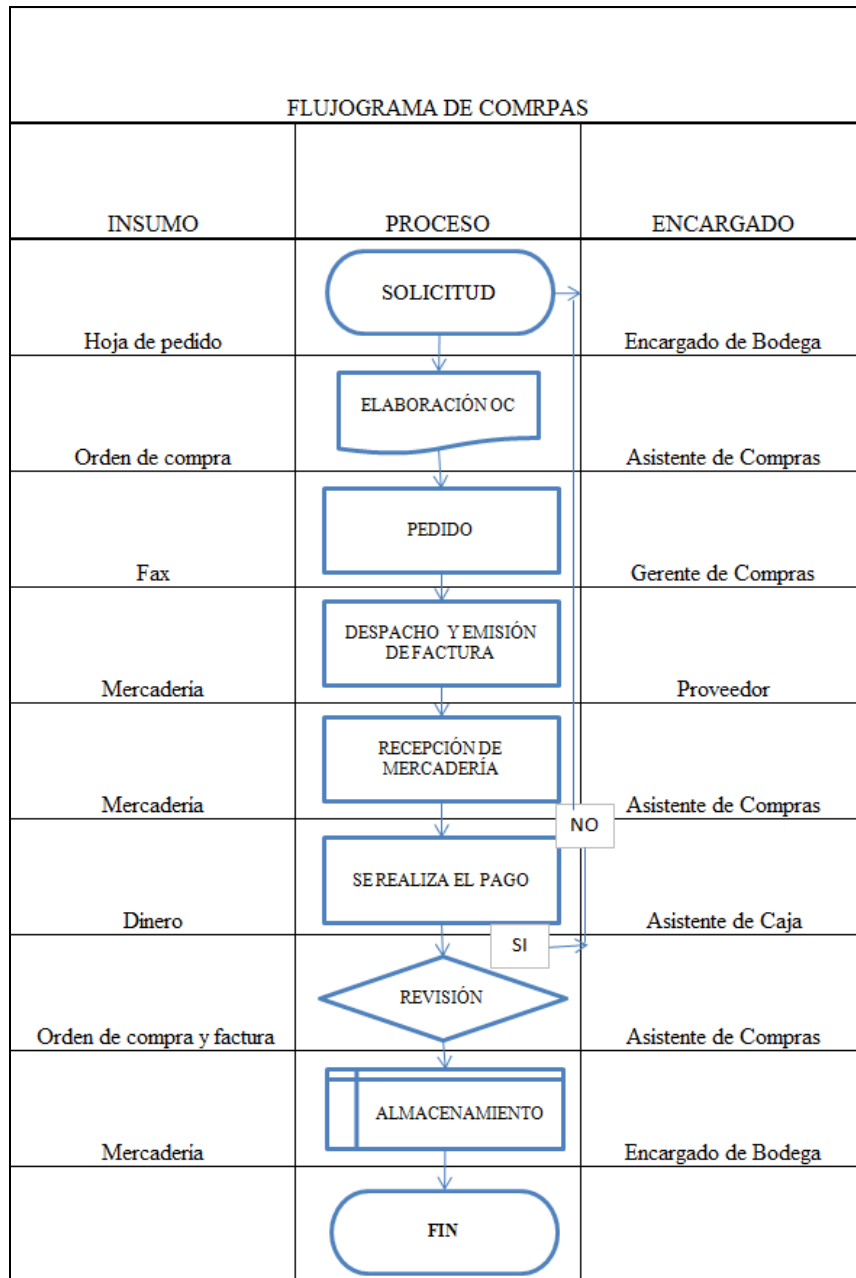 FLUJOGRAMA DE COMRPAS
INSUMO PROCESO ENCARGADO
SOLICITUD
Hoja de pedido Encargado de Bodega
ELABORACIÓN OC
Orden de compra Asistente de Compras
PEDIDO
Fax Gerente de Compras
DESPACHO Y EMISIÓN
DE FACTURA
Mercaderia Proveedor
RECEPCIÓN DE
MERCADERÍA
Mercaderia Asistente de Compras
NO
SE REALIZA EL PAGO
Dinero Asistente de Caja
SI
REVISIÓN
Orden de compra y factura Asistente de Compras
ALMACENAMIENTO
Mercaderia Encargado de Bodega
FIN